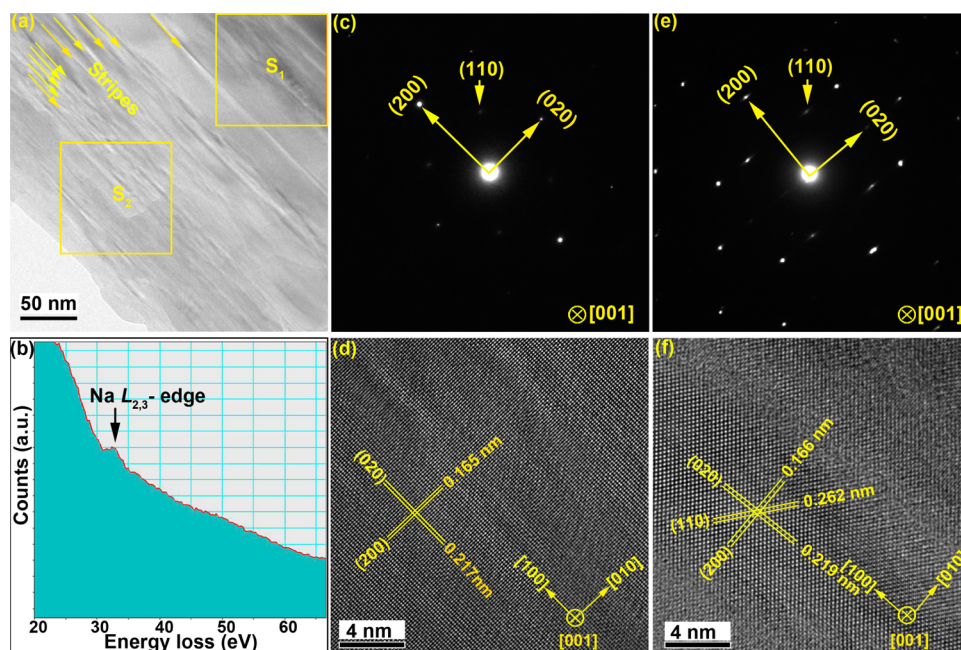 (a)
Stripes
S1
S2
50 nm
(b)
Na L2,3- edge
Counts (a.u.)
20 30 40 50 60
Energy loss (eV)
(c)
(200)
(110)
(020)
⊗[001]
(d)
(020)
0.165 nm
(200)
0.217nm
[100]
[010]
[001]
4 nm
(e)
(200)
(110)
(020)
⊗[001]
(f)
(020)
0.166 nm
0.262 nm
(110)
(200)
0.219 nm
[100]
[010]
[001]
4 nm